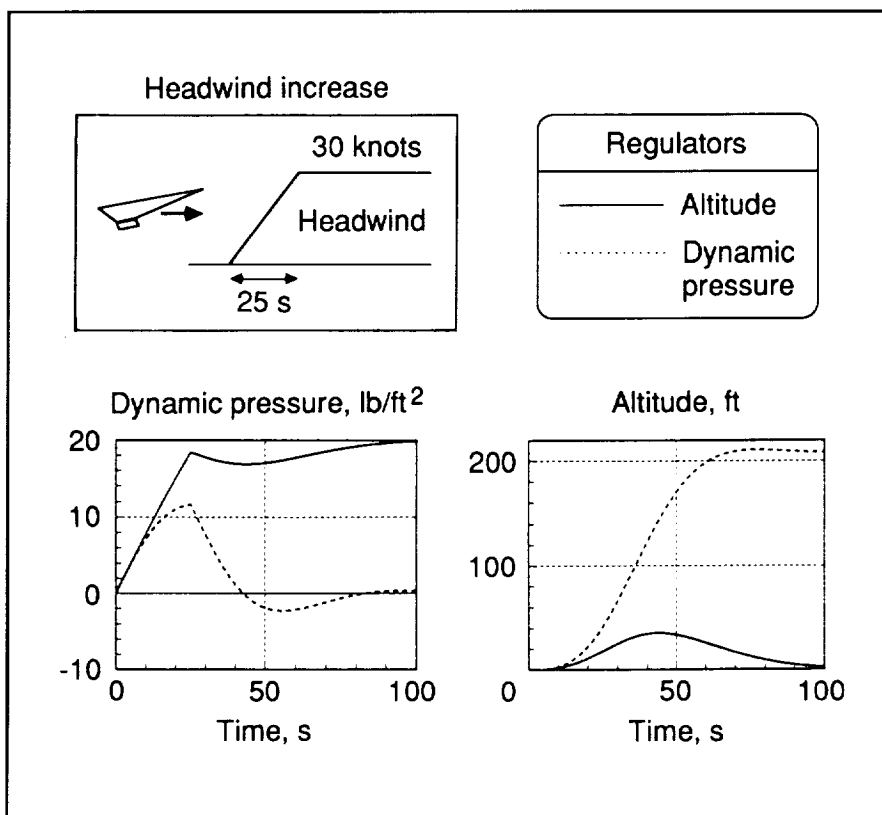 Headwind increase
30 knots
Headwind
25 s
Regulators
Altitude
Dynamic
pressure
Dynamic pressure, lb/ft²
20
10
0
-10
0
50
100
Time, s
Altitude, ft
200
100
0
50
100
Time, s